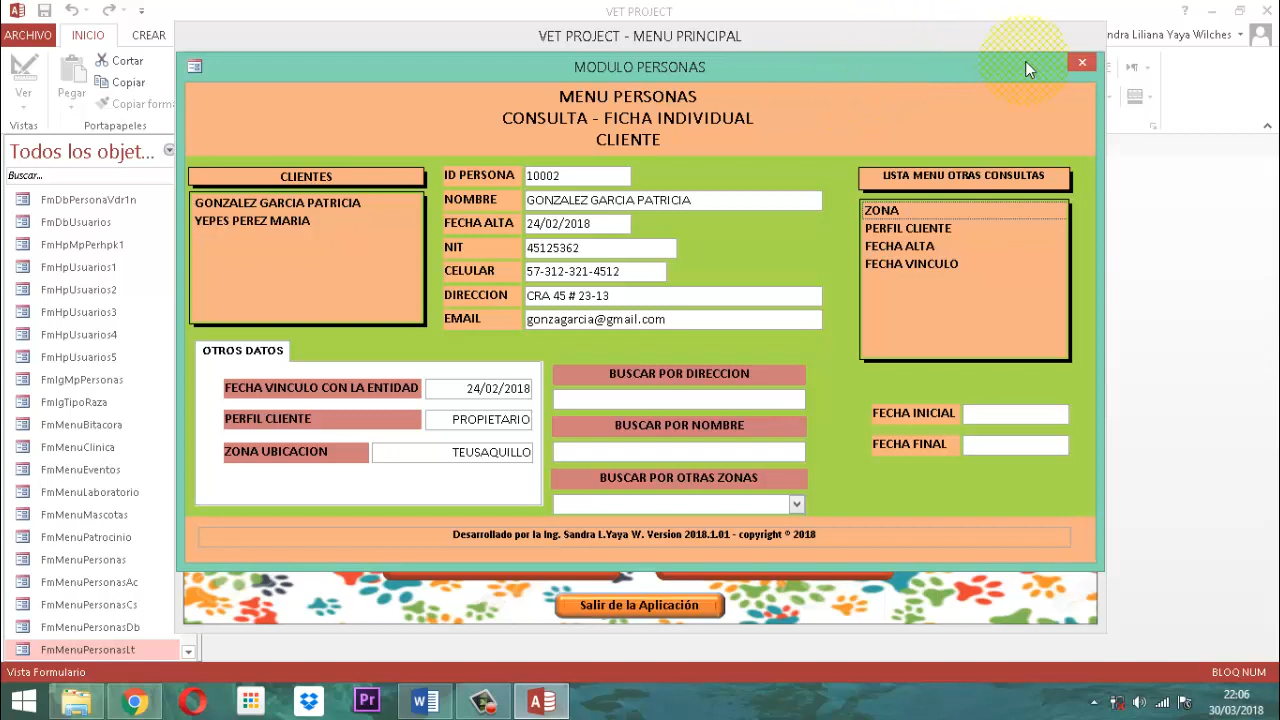 VET PROJECT
ARCHIVO INICIO CREAR
ndra Liliana Yaya Wilches
VET PROJECT - MENU PRINCIPAL
MODULO PERSONAS
Ver
Pegar
Cortar
Copiar
Copiar forma
Vistas
Portapapeles
Todos los objet...
Buscar...
FmDbPersonaVdr1n
FmDbUsuarios
FmHpMpPerhpk1
FmHpUsuarios1
FmHpUsuarios2
FmHpUsuarios3
FmHpUsuarios4
FmHpUsuarios5
FmIgMpPersonas
FmIgTipoRaza
FmMenuBitacora
FmMenuClinica
FmMenuEventos
FmMenuLaboratorio
FmMenuMascotas
FmMenuPatrocinio
FmMenuPersonas
FmMenuPersonasAc
FmMenuPersonasCs
FmMenuPersonasDb
FmMenuPersonasLt
MENU PERSONAS
CONSULTA - FICHA INDIVIDUAL
CLIENTE
CLIENTES
GONZALEZ GARCIA PATRICIA
YEPES PEREZ MARIA
ID PERSONA 10002
NOMBRE GONZALEZ GARCIA PATRICIA
FECHA ALTA 24/02/2018
NIT 45125362
CELULAR 57-312-321-4512
DIRECCION CRA 45 # 23-13
EMAIL gonzagarcia@gmail.com
LISTA MENU OTRAS CONSULTAS
ZONA
PERFIL CLIENTE
FECHA ALTA
FECHA VINCULO
OTROS DATOS
FECHA VINCULO CON LA ENTIDAD 24/02/2018
PERFIL CLIENTE PROPIETARIO
ZONA UBICACION TEUSAQUILLO
BUSCAR POR DIRECCION
BUSCAR POR NOMBRE
BUSCAR POR OTRAS ZONAS
FECHA INICIAL
FECHA FINAL
Desarrollado por la Ing. Sandra L.Yaya W. Version 2018.1.01 - copyright ® 2018
Salir de la Aplicación
Vista Formulario
BLOQ NUM
Pr
22:06
30/03/2018